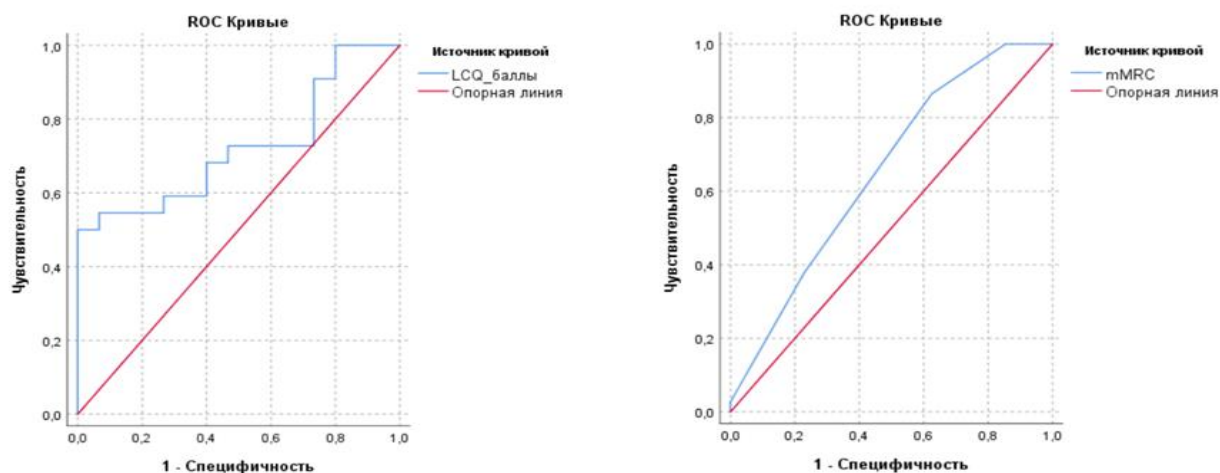 ROC Кривые
Источник кривой
LCQ_баллы
Опорная линия
Чувствительность
1,0
0,8
0,6
0,4
0,2
0,0
0,0 0,2 0,4 0,6 0,8 1,0
1 - Специфичность
ROC Кривые
Источник кривой
mMRC
Опорная линия
Чувствительность
1,0
0,8
0,6
0,4
0,2
0,0
0,0 0,2 0,4 0,6 0,8 1,0
1 - Специфичность